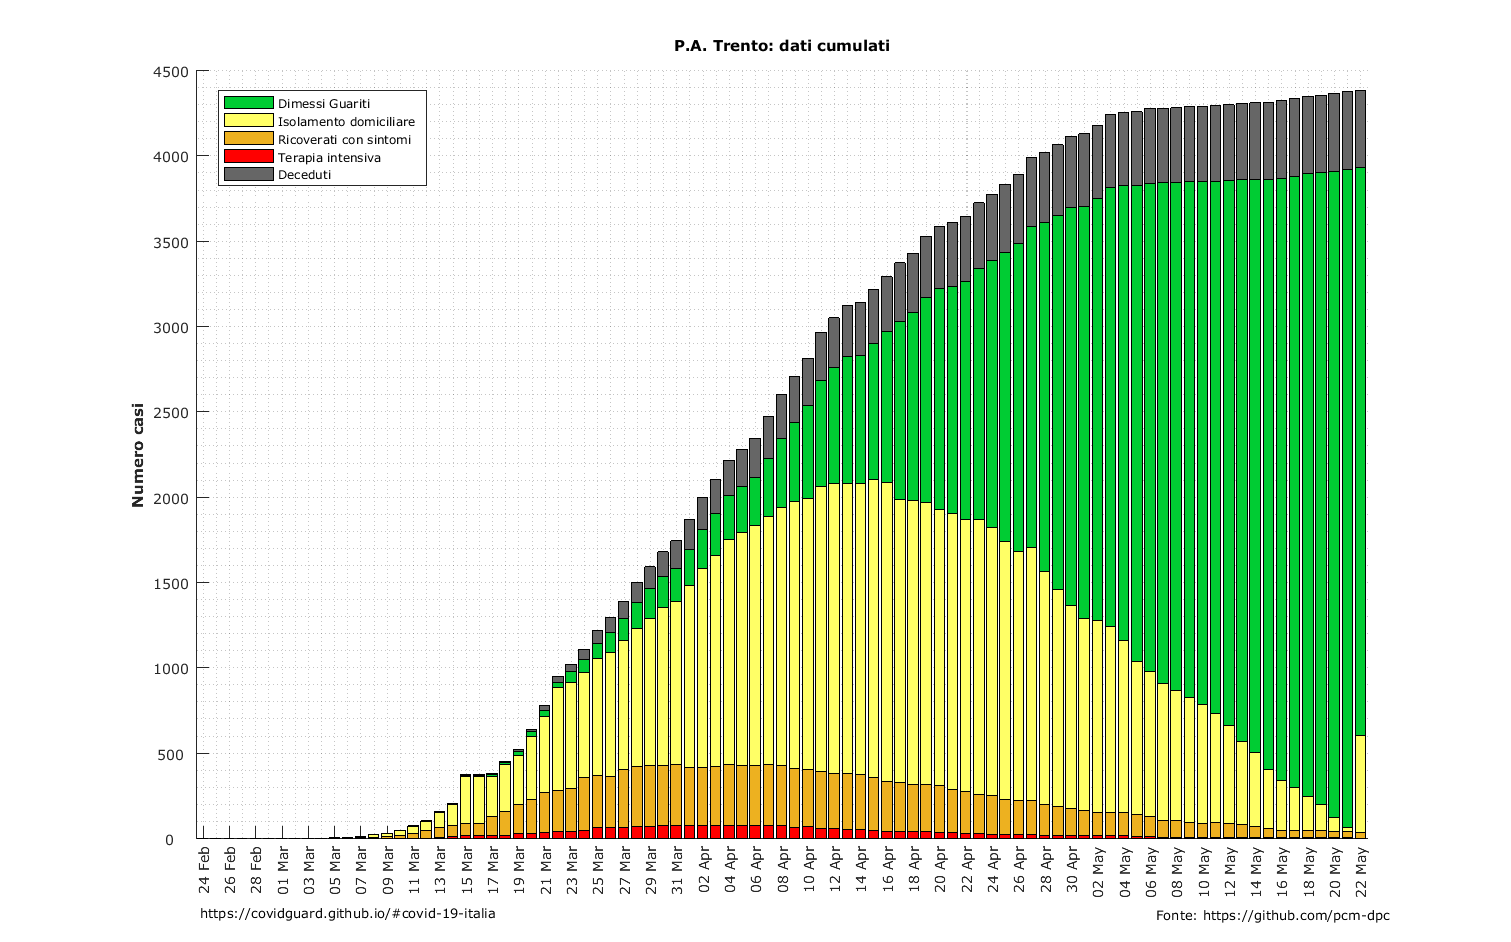 P.A. Trento: dati cumulati
4500
4000
3500
3000
2500
2000
1500
1000
500
0
Numero casi
Dimessi Guariti
Isolamento domiciliare
Ricoverati con sintomi
Terapia intensiva
Deceduti
24 Feb
26 Feb
28 Feb
01 Mar
03 Mar
05 Mar
07 Mar
09 Mar
11 Mar
13 Mar
15 Mar
17 Mar
19 Mar
21 Mar
23 Mar
25 Mar
27 Mar
29 Mar
31 Mar
02 Apr
04 Apr
06 Apr
08 Apr
10 Apr
12 Apr
14 Apr
16 Apr
18 Apr
20 Apr
22 Apr
24 Apr
26 Apr
28 Apr
30 Apr
02 May
04 May
06 May
08 May
10 May
12 May
14 May
16 May
18 May
20 May
22 May
https://covidguard.github.io/#covid-19-italia
Fonte: https://github.com/pcm-dpc